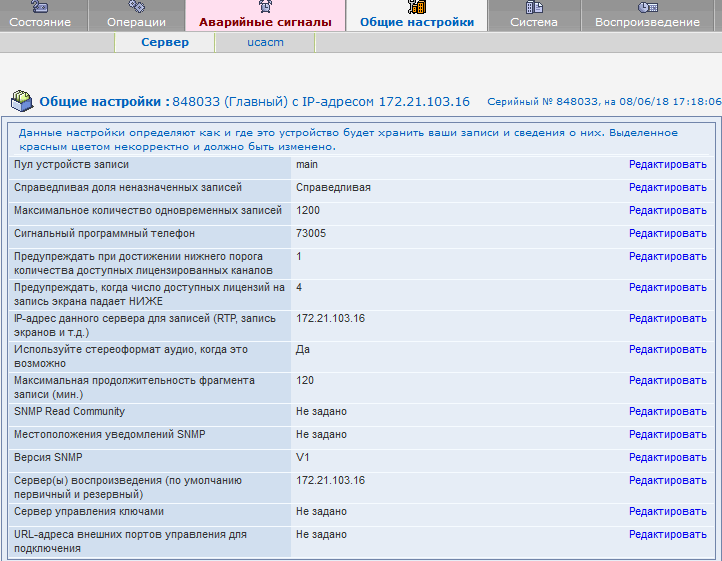 Состояние Операции Аварийные сигналы Общие настройки Система Воспроизведение
Сервер ucacm
Общие настройки : 848033 (Главный) с IP-адресом 172.21.103.16 Серийный № 848033, на 08/06/18 17:18:06
Данные настройки определяют как и где это устройство будет хранить ваши записи и сведения о них. Выделенное
красным цветом некорректно и должно быть изменено.
Пул устройств записи main Редактировать
Справедливая доля неназначенных записей Справедливая Редактировать
Максимальное количество одновременных записей 1200 Редактировать
Сигнальный программный телефон 73005 Редактировать
Предупреждать при достижении нижнего порога 1 Редактировать
количества доступных лицензированных каналов
Предупреждать, когда число доступных лицензий на 4 Редактировать
запись экрана падает НИЖЕ
IP-адрес данного сервера для записей (RTP, запись 172.21.103.16 Редактировать
экранов и т.д.)
Используйте стереоформат аудио, когда это Да Редактировать
возможно
Максимальная продолжительность фрагмента 120 Редактировать
записи (мин.)
SNMP Read Community Не задано Редактировать
Местоположения уведомлений SNMP Не задано Редактировать
Версия SNMP V1 Редактировать
Сервер(ы) воспроизведения (по умолчанию 172.21.103.16 Редактировать
первичный и резервный)
Сервер управления ключами Не задано Редактировать
URL-адреса внешних портов управления для Не задано Редактировать
подключения